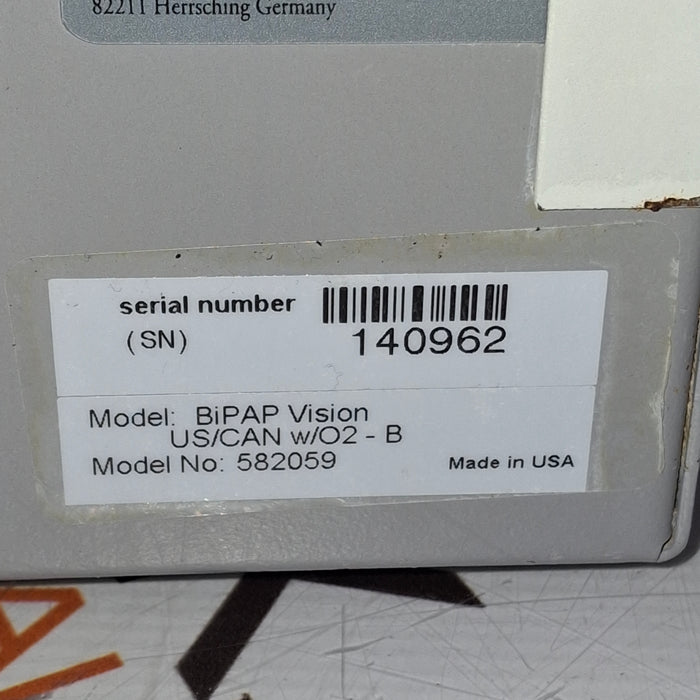 82211 Herrsching Germany
serial number
(SN)
140962
Model: BiPAP Vision
US/CAN w/O2 - B
Model No: 582059
Made in USA